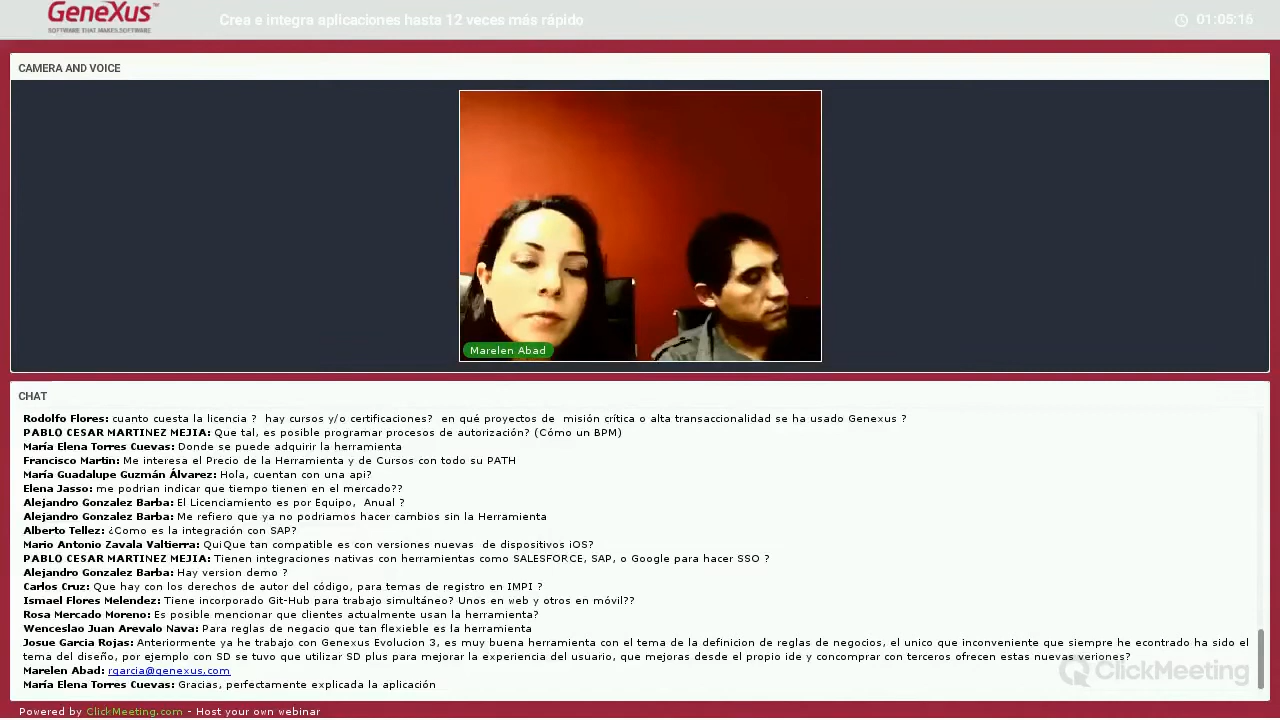 GeneXus™
SOFTWARE THAT MAKES SOFTWARE
Crea e integra aplicaciones hasta 12 veces más rápido
01:05:16
CAMERA AND VOICE
Marelen Abad
CHAT
Rodolfo Flores: cuanto cuesta la licencia ? hay cursos y/o certificaciones? en qué proyectos de misión crítica o alta transaccionalidad se ha usado Genexus ?
PABLO CESAR MARTINEZ MEJIA: Que tal, es posible programar procesos de autorización? (Cómo un BPM)
María Elena Torres Cuevas: Donde se puede adquirir la herramienta
Francisco Martin: Me interesa el Precio de la Herramienta y de Cursos con todo su PATH
María Guadalupe Guzmán Álvarez: Hola, cuentan con una api?
Elena Jasso: me podrian indicar que tiempo tienen en el mercado??
Alejandro Gonzalez Barba: El Licenciamiento es por Equipo, Anual ?
Alejandro Gonzalez Barba: Me refiero que ya no podriamos hacer cambios sin la Herramienta
Alberto Tellez: ¿Como es la integración con SAP?
Mario Antonio Zavala Valtierra: QuiQue tan compatible es con versiones nuevas de dispositivos iOS?
PABLO CESAR MARTINEZ MEJIA: Tienen integraciones nativas con herramientas como SALESFORCE, SAP, o Google para hacer SSO ?
Alejandro Gonzalez Barba: Hay version demo ?
Carlos Cruz: Que hay con los derechos de autor del código, para temas de registro en IMPI ?
Ismael Flores Melendez: Tiene incorporado Git-Hub para trabajo simultáneo? Unos en web y otros en móvil??
Rosa Mercado Moreno: Es posible mencionar que clientes actualmente usan la herramienta?
Wenceslao Juan Arevalo Nava: Para reglas de negacio que tan flexieble es la herramienta
Josue Garcia Rojas: Anteriormente ya he trabajo con Genexus Evolucion 3, es muy buena herramienta con el tema de la definicion de reglas de negocios, el unico que inconveniente que siempre he econtrado ha sido el
tema del diseño, por ejemplo con SD se tuvo que utilizar SD plus para mejorar la experiencia del usuario, que mejoras desde el propio ide y concomprar con terceros ofrecen estas nuevas veriones?
Marelen Abad: rgarcia@genexus.com
María Elena Torres Cuevas: Gracias, perfectamente explicada la aplicación
ClickMeeting
Powered by ClickMeeting.com - Host your own webinar